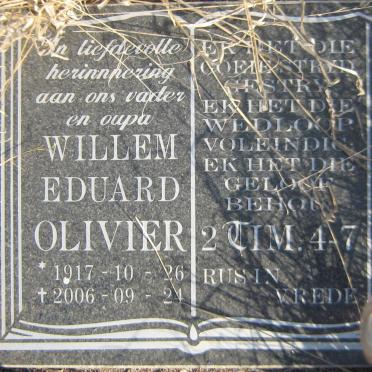 In liefdevolle
herinnering
aan ons vader
en oupa
WILLEM
EDUARD
OLIVIER
* 1917 - 10 - 26
✝ 2006 - 09 - 24
EK HET DIE
GOEIE STRYD
GESTRY
EK HET DIE
WEDLOOP
VOLEINDIG
EK HET DIE
GELOOF
BEHOU
2 TIM. 4-7
RUS IN
VREDE